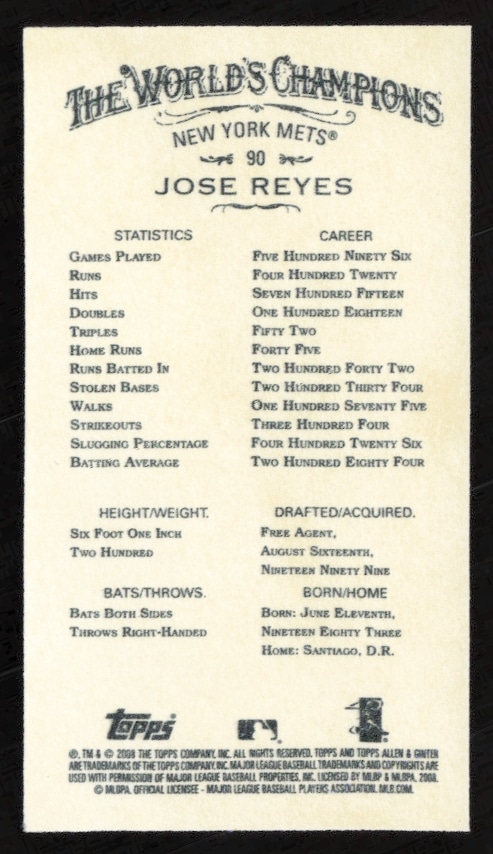 THE WORLD'S CHAMPIONS
NEW YORK METS®
90
JOSE REYES
STATISTICS CAREER
GAMES PLAYED FIVE HUNDRED NINETY SIX
RUNS FOUR HUNDRED TWENTY
HITS SEVEN HUNDRED FIFTEEN
DOUBLES ONE HUNDRED EIGHTEEN
TRIPLES FIFTY TWO
HOME RUNS FORTY FIVE
RUNS BATTED IN TWO HUNDRED FORTY TWO
STOLEN BASES TWO HUNDRED THIRTY FOUR
WALKS ONE HUNDRED SEVENTY FIVE
STRIKEOUTS THREE HUNDRED FOUR
SLUGGING PERCENTAGE FOUR HUNDRED TWENTY SIX
BATTING AVERAGE TWO HUNDRED EIGHTY FOUR
HEIGHT/WEIGHT.
SIX FOOT ONE INCH
TWO HUNDRED
DRAFTED/ACQUIRED.
FREE AGENT,
AUGUST SIXTEENTH,
NINETEEN NINETY NINE
BATS/THROWS.
BATS BOTH SIDES
THROWS RIGHT-HANDED
BORN/HOME
BORN: JUNE ELEVENTH,
NINETEEN EIGHTY THREE
HOME: SANTIAGO, D.R.
Topps
®, TM & © 2008 THE TOPPS COMPANY, INC. ALL RIGHTS RESERVED. TOPPS AND TOPPS ALLEN & GINTER
ARE TRADEMARKS OF THE TOPPS COMPANY, INC. MAJOR LEAGUE BASEBALL TRADEMARKS AND COPYRIGHTS ARE
USED WITH PERMISSION OF MAJOR LEAGUE BASEBALL PROPERTIES, INC. LICENSED BY MLBP & MLBPA, 2008.
© MLBPA. OFFICIAL LICENSEE - MAJOR LEAGUE BASEBALL PLAYERS ASSOCIATION. MLB.COM.